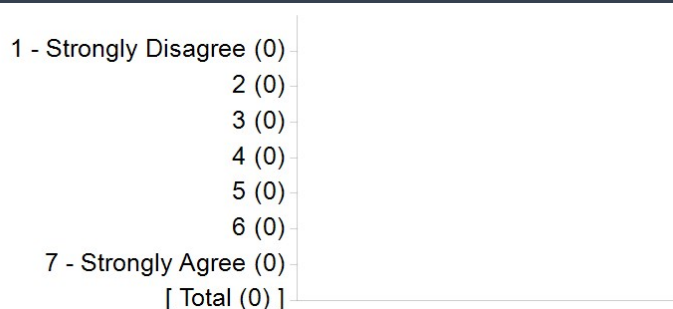 1 - Strongly Disagree (0)
2 (0)
3 (0)
4 (0)
5 (0)
6 (0)
7 - Strongly Agree (0)
[ Total (0) ]